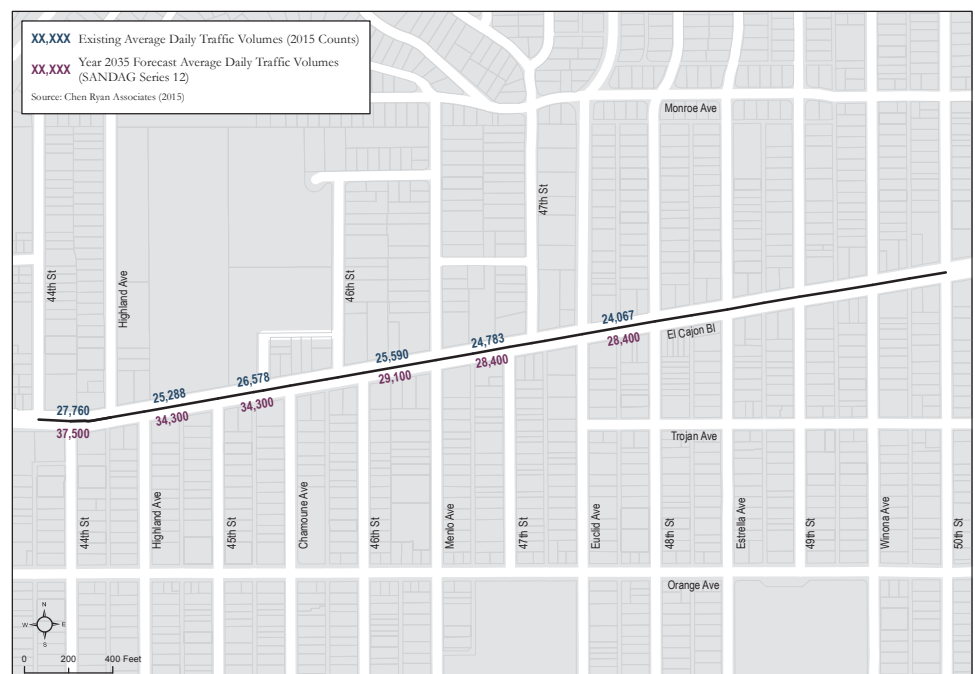 XX,XXX Existing Average Daily Traffic Volumes (2015 Counts)
XX,XXX Year 2035 Forecast Average Daily Traffic Volumes
(SANDAG Series 12)
Source: Chen Ryan Associates (2015)
Monroe Ave
47th St
44th St
Highland Ave
46th St
24,067
El Cajon Bl
28,400
24,783
28,400
25,590
29,100
26,578
34,300
25,288
34,300
27,760
37,500
Trojan Ave
44th St
Highland Ave
45th St
Chamoune Ave
46th St
Menlo Ave
47th St
Euclid Ave
48th St
Estrella Ave
49th St
Winona Ave
50th St
Orange Ave
N
W E
S
0 200 400 Feet